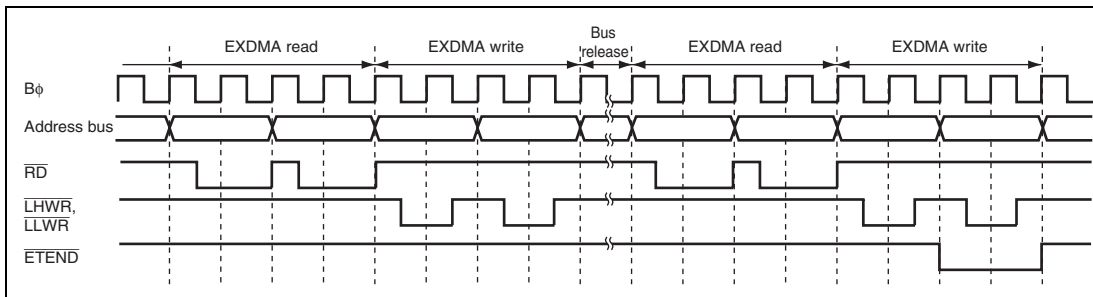 Bus
EXDMA read EXDMA write release EXDMA read EXDMA write
Bφ
Address bus
RD
LHWR,
LLWR
ETEND